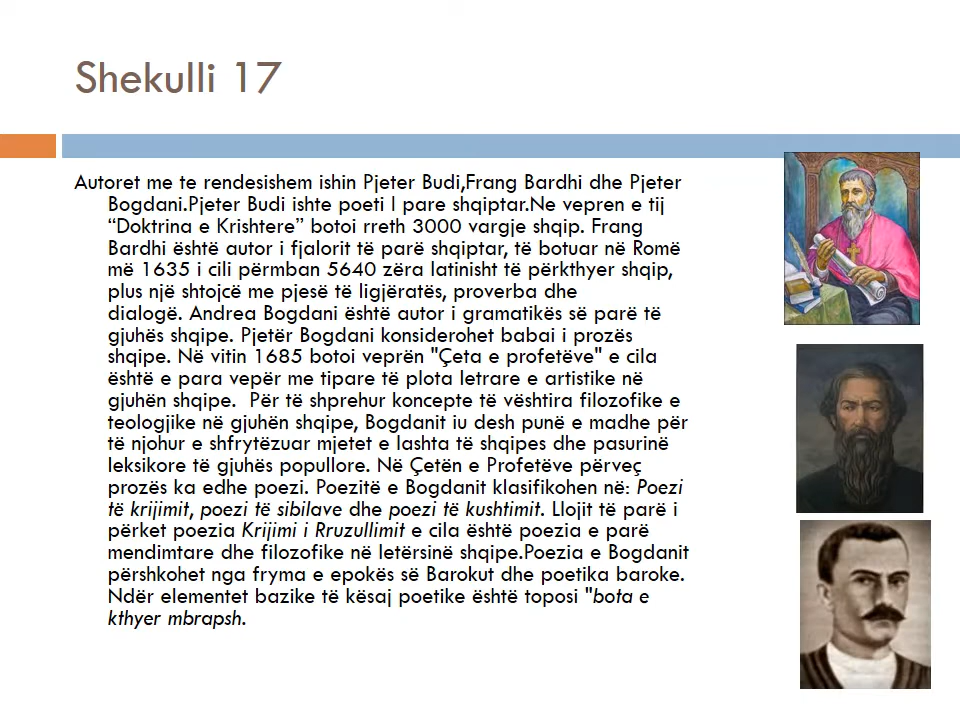 Shekulli 17
Autoret me te rendesishem ishin Pjeter Budi,Frang Bardhi dhe Pjeter
Bogdani.Pjeter Budi ishte poeti I pare shqiptar.Ne vepren e tij
“Doktrina e Krishtere” botoi rreth 3000 vargje shqip. Frang
Bardhi është autor i fjalorit të parë shqiptar, të botuar në Romë
më 1635 i cili përmban 5640 zëra latinisht të përkthyer shqip,
plus një shtojcë me pjesë të ligjëratës, proverba dhe
dialogë. Andrea Bogdani është autor i gramatikës së parë të
gjuhës shqipe. Pjetër Bogdani konsiderohet babai i prozës
shqipe. Në vitin 1685 botoi veprën "Çeta e profetëve" e cila
është e para vepër me tipare të plota letrare e artistike në
gjuhën shqipe.  Për të shprehur koncepte të vështira filozofike e
teologjike në gjuhën shqipe, Bogdanit iu desh punë e madhe për
të njohur e shfrytëzuar mjetet e lashta të shqipes dhe pasurinë
leksikore të gjuhës popullore. Në Çetën e Profetëve përveç
prozës ka edhe poezi. Poezitë e Bogdanit klasifikohen në: Poezi
të krijimit, poezi të sibilave dhe poezi të kushtimit. Llojit të parë i
përket poezia Krijimi i Rruzullimit e cila është poezia e parë
mendimtare dhe filozofike në letërsinë shqipe.Poezia e Bogdanit
përshkohet nga fryma e epokës së Barokut dhe poetika baroke.
Ndër elementet bazike të kësaj poetike është toposi "bota e
kthyer mbrapsh.